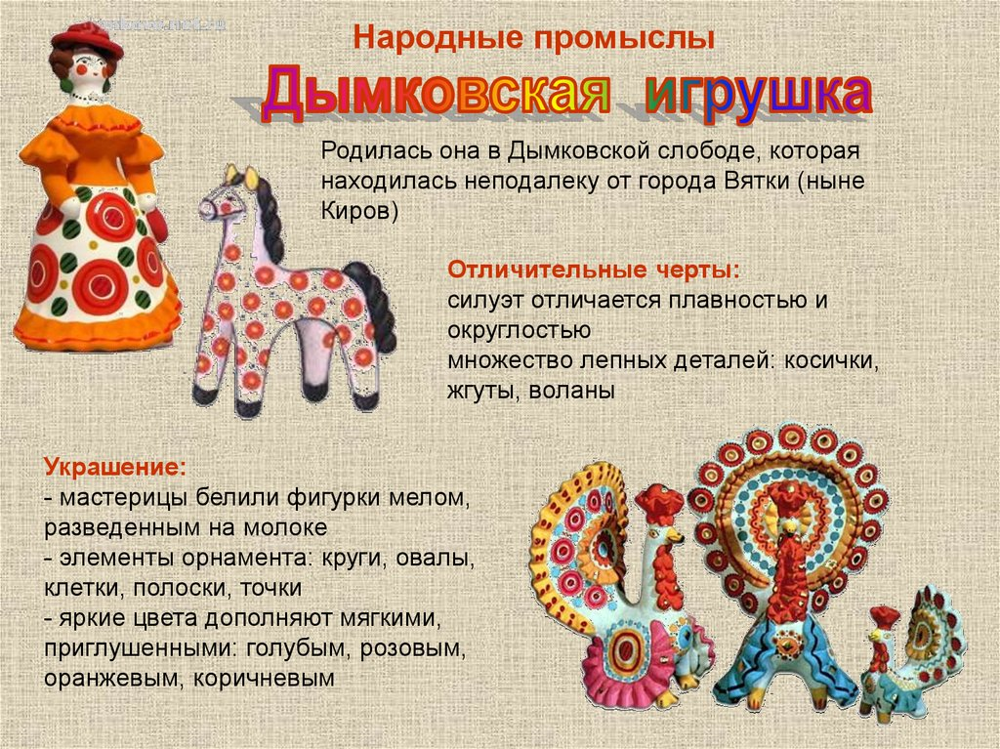 Народные промыслы
Дымковская игрушка
Родилась она в Дымковской слободе, которая
находилась неподалеку от города Вятки (ныне
Киров)
Отличительные черты:
силуэт отличается плавностью и
округлостью
множество лепных деталей: косички,
жгуты, воланы
Украшение:
- мастерицы белили фигурки мелом,
разведенным на молоке
- элементы орнамента: круги, овалы,
клетки, полоски, точки
- яркие цвета дополняют мягкими,
приглушенными: голубым, розовым,
оранжевым, коричневым